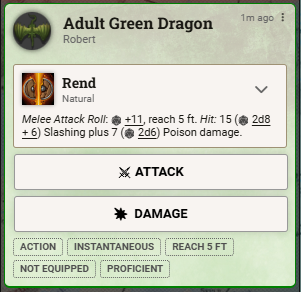 Adult Green Dragon
1m ago
Robert
Rend
Natural
Melee Attack Roll: +11, reach 5 ft. Hit: 15 (2d8
+ 6) Slashing plus 7 (2d6) Poison damage.
ATTACK
DAMAGE
ACTION INSTANTANEOUS REACH 5 FT
NOT EQUIPPED PROFICIENT